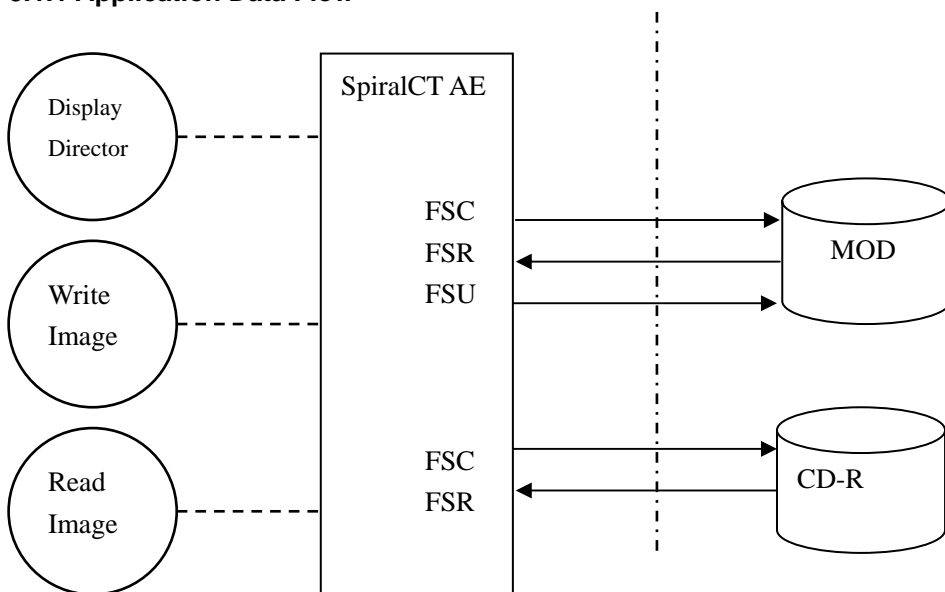 Display
Director
SpiralCT AE
FSC
FSR
FSU
MOD
Write
Image
FSC
FSR
CD-R
Read
Image